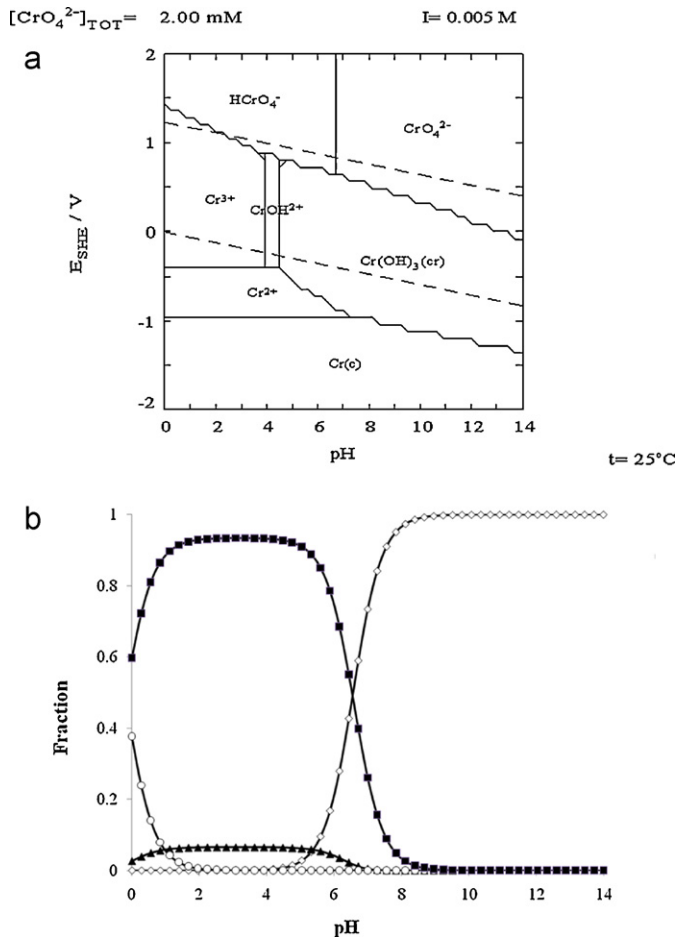 [CrO₄²⁻]TOT= 2.00 mM I= 0.005 M
a
2
HCrO₄⁻
CrO₄²⁻
1
Cr³⁺
CrOH²⁺
E_SHE / V
0
Cr(OH)₃(cr)
Cr²⁺
-1
Cr(c)
-2
0 2 4 6 8 10 12 14
pH
t= 25°C
b
1
0.8
0.6
Fraction
0.4
0.2
0
0 2 4 6 8 10 12 14
pH